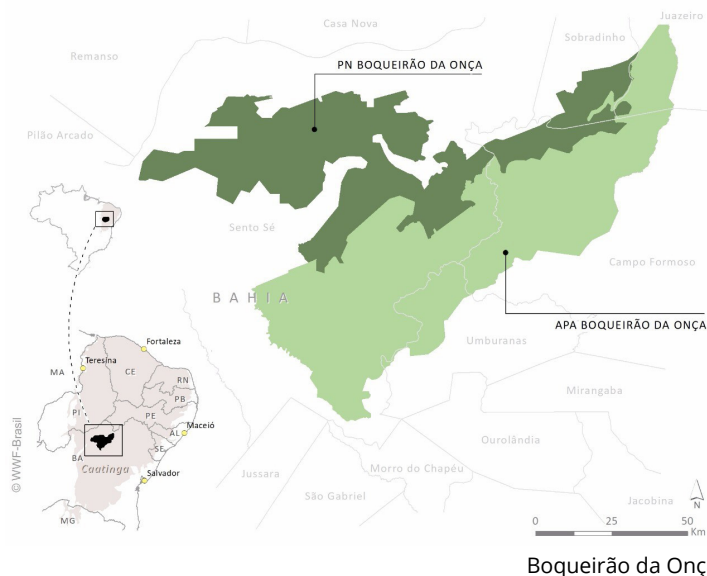 Casa Nova
Juazeiro
Sobradinho
Remanso
PN BOQUEIRÃO DA ONÇA
Pilão Arcado
Sento Sé
Campo Formoso
BAHIA
APA BOQUEIRÃO DA ONÇA
Umburanas
Mirangaba
Ourolândia
Morro do Chapéu
Jussara
São Gabriel
Jacobina
Fortaleza
Teresina
MA
CE
RN
PB
PI
PE
AL
Maceió
SE
BA
Caatinga
Salvador
MG
© WWF-Brasil
N
0 25 50
Km
Boqueirão da Onç